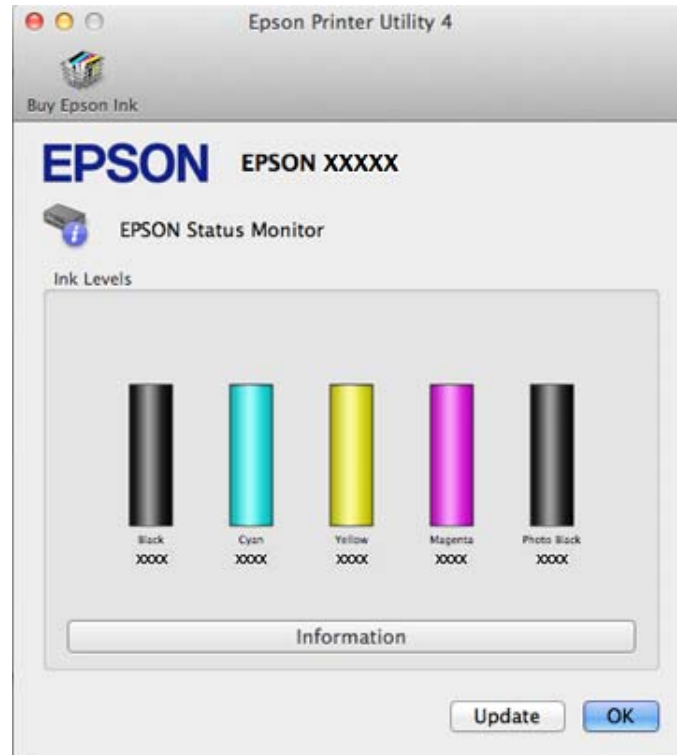 Epson Printer Utility 4
Buy Epson Ink
EPSON EPSON XXXXX
EPSON Status Monitor
Ink Levels
Black Cyan Yellow Magenta Photo Black
XXXX XXXX XXXX XXXX XXXX
Information
Update OK